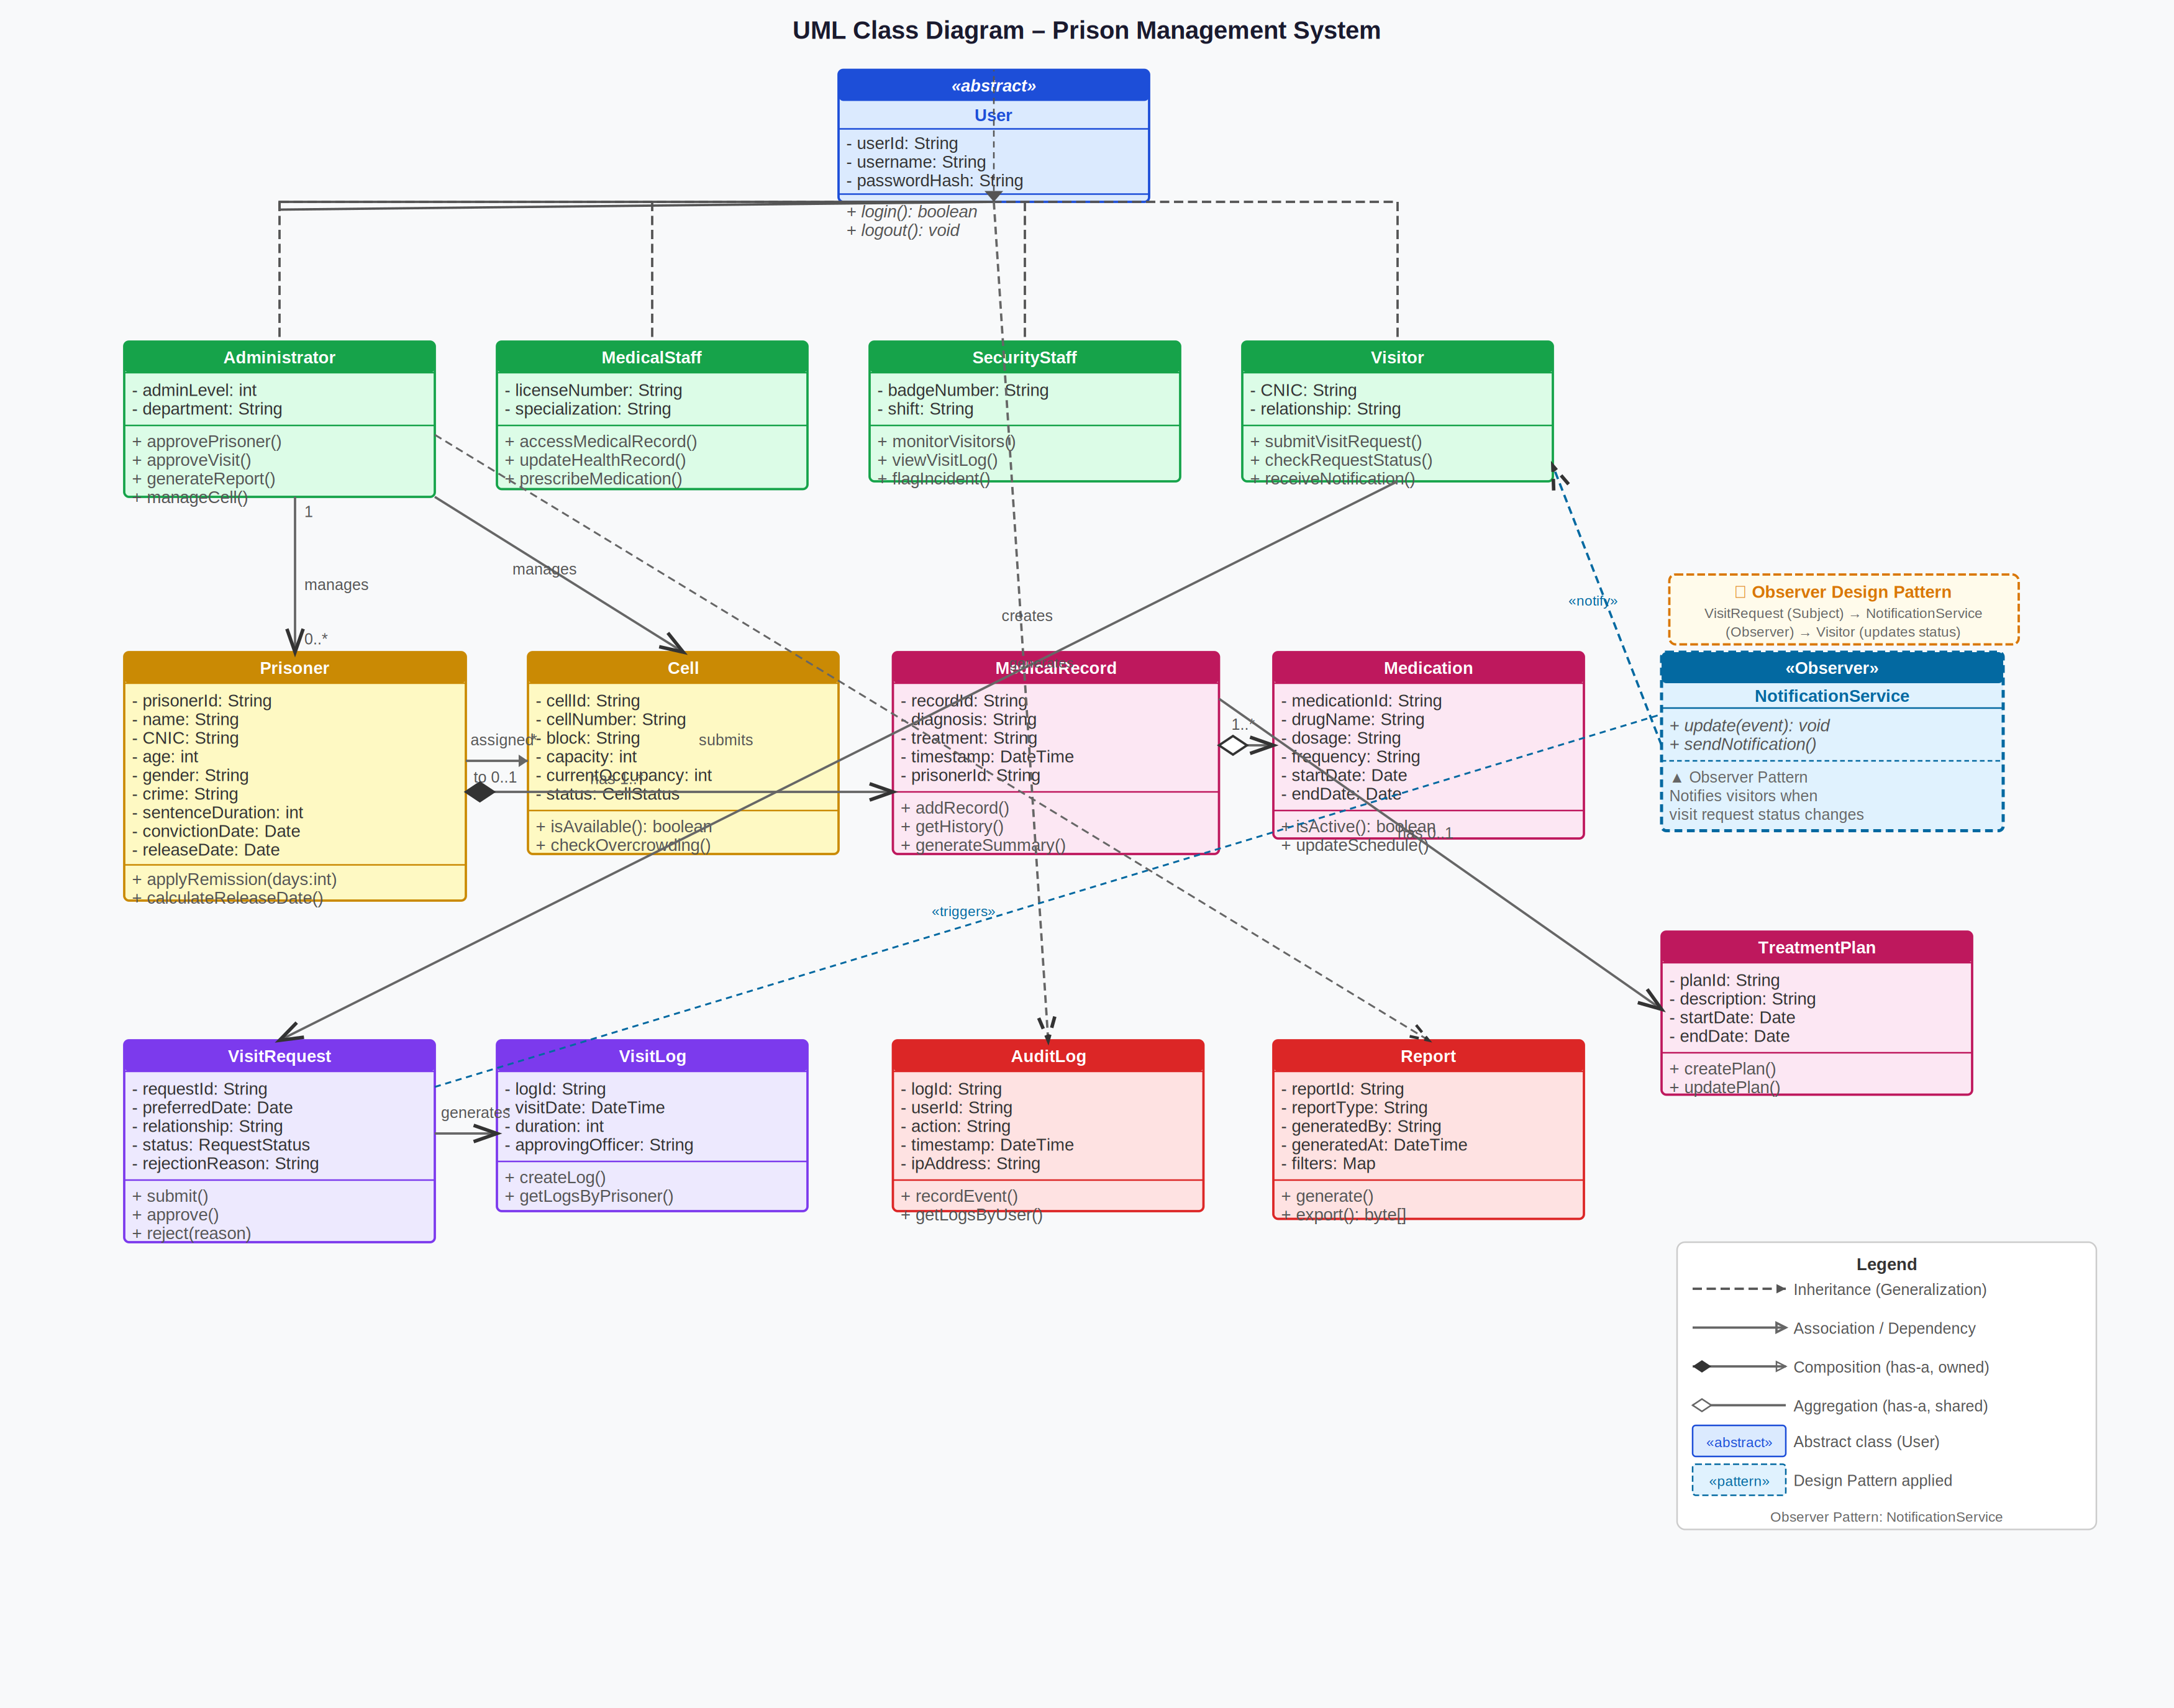 UML Class Diagram – Prison Management System
«abstract»
User
- userId: String
- username: String
- passwordHash: String
+ login(): boolean
+ logout(): void
Administrator
- adminLevel: int
- department: String
+ approvePrisoner()
+ approveVisit()
+ generateReport()
+ manageCell()
MedicalStaff
- licenseNumber: String
- specialization: String
+ accessMedicalRecord()
+ updateHealthRecord()
+ prescribeMedication()
SecurityStaff
- badgeNumber: String
- shift: String
+ monitorVisitors()
+ viewVisitLog()
+ flagIncident()
Visitor
- CNIC: String
- relationship: String
+ submitVisitRequest()
+ checkRequestStatus()
+ receiveNotification()
1
manages
0..*
manages
creates
«notify»
Observer Design Pattern
VisitRequest (Subject) → NotificationService
(Observer) → Visitor (updates status)
Prisoner
- prisonerId: String
- name: String
- CNIC: String
- age: int
- gender: String
- crime: String
- sentenceDuration: int
- convictionDate: Date
- releaseDate: Date
+ applyRemission(days:int)
+ calculateReleaseDate()
assigned*
to 0..1
Cell
- cellId: String
- cellNumber: String
- block: String
- capacity: int
- currentOccupancy: int
- status: CellStatus
+ isAvailable(): boolean
+ checkOvercrowding()
submits
has 1..*
MedicalRecord
- recordId: String
- diagnosis: String
- treatment: String
- timestamp: DateTime
- prisonerId: String
+ addRecord()
+ getHistory()
+ generateSummary()
1..*
Medication
- medicationId: String
- drugName: String
- dosage: String
- frequency: String
- startDate: Date
- endDate: Date
+ isActive(): boolean
+ updateSchedule()
has 0..1
«Observer»
NotificationService
+ update(event): void
+ sendNotification()
▲ Observer Pattern
Notifies visitors when
visit request status changes
«triggers»
TreatmentPlan
- planId: String
- description: String
- startDate: Date
- endDate: Date
+ createPlan()
+ updatePlan()
VisitRequest
- requestId: String
- preferredDate: Date
- relationship: String
- status: RequestStatus
- rejectionReason: String
+ submit()
+ approve()
+ reject(reason)
generates
VisitLog
- logId: String
- visitDate: DateTime
- duration: int
- approvingOfficer: String
+ createLog()
+ getLogsByPrisoner()
AuditLog
- logId: String
- userId: String
- action: String
- timestamp: DateTime
- ipAddress: String
+ recordEvent()
+ getLogsByUser()
Report
- reportId: String
- reportType: String
- generatedBy: String
- generatedAt: DateTime
- filters: Map
+ generate()
+ export(): byte[]
Legend
Inheritance (Generalization)
Association / Dependency
Composition (has-a, owned)
Aggregation (has-a, shared)
«abstract» Abstract class (User)
«pattern» Design Pattern applied
Observer Pattern: NotificationService